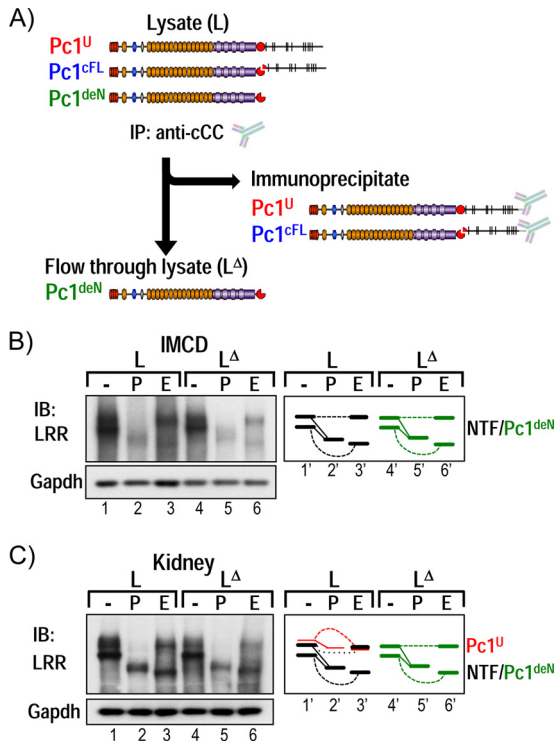 A)
Lysate (L)
Pc1U
Pc1cFL
Pc1deN
IP: anti-cCC
Immunoprecipitate
Pc1U
Pc1cFL
Flow through lysate (LΔ)
Pc1deN
B)
IMCD
L LΔ L LΔ
- P E - P E - P E - P E
IB:
LRR
NTF/Pc1deN
Gapdh
1 2 3 4 5 6 1' 2' 3' 4' 5' 6'
C)
Kidney
L LΔ L LΔ
- P E - P E - P E - P E
IB:
LRR
Pc1U
NTF/Pc1deN
Gapdh
1 2 3 4 5 6 1' 2' 3' 4' 5' 6'